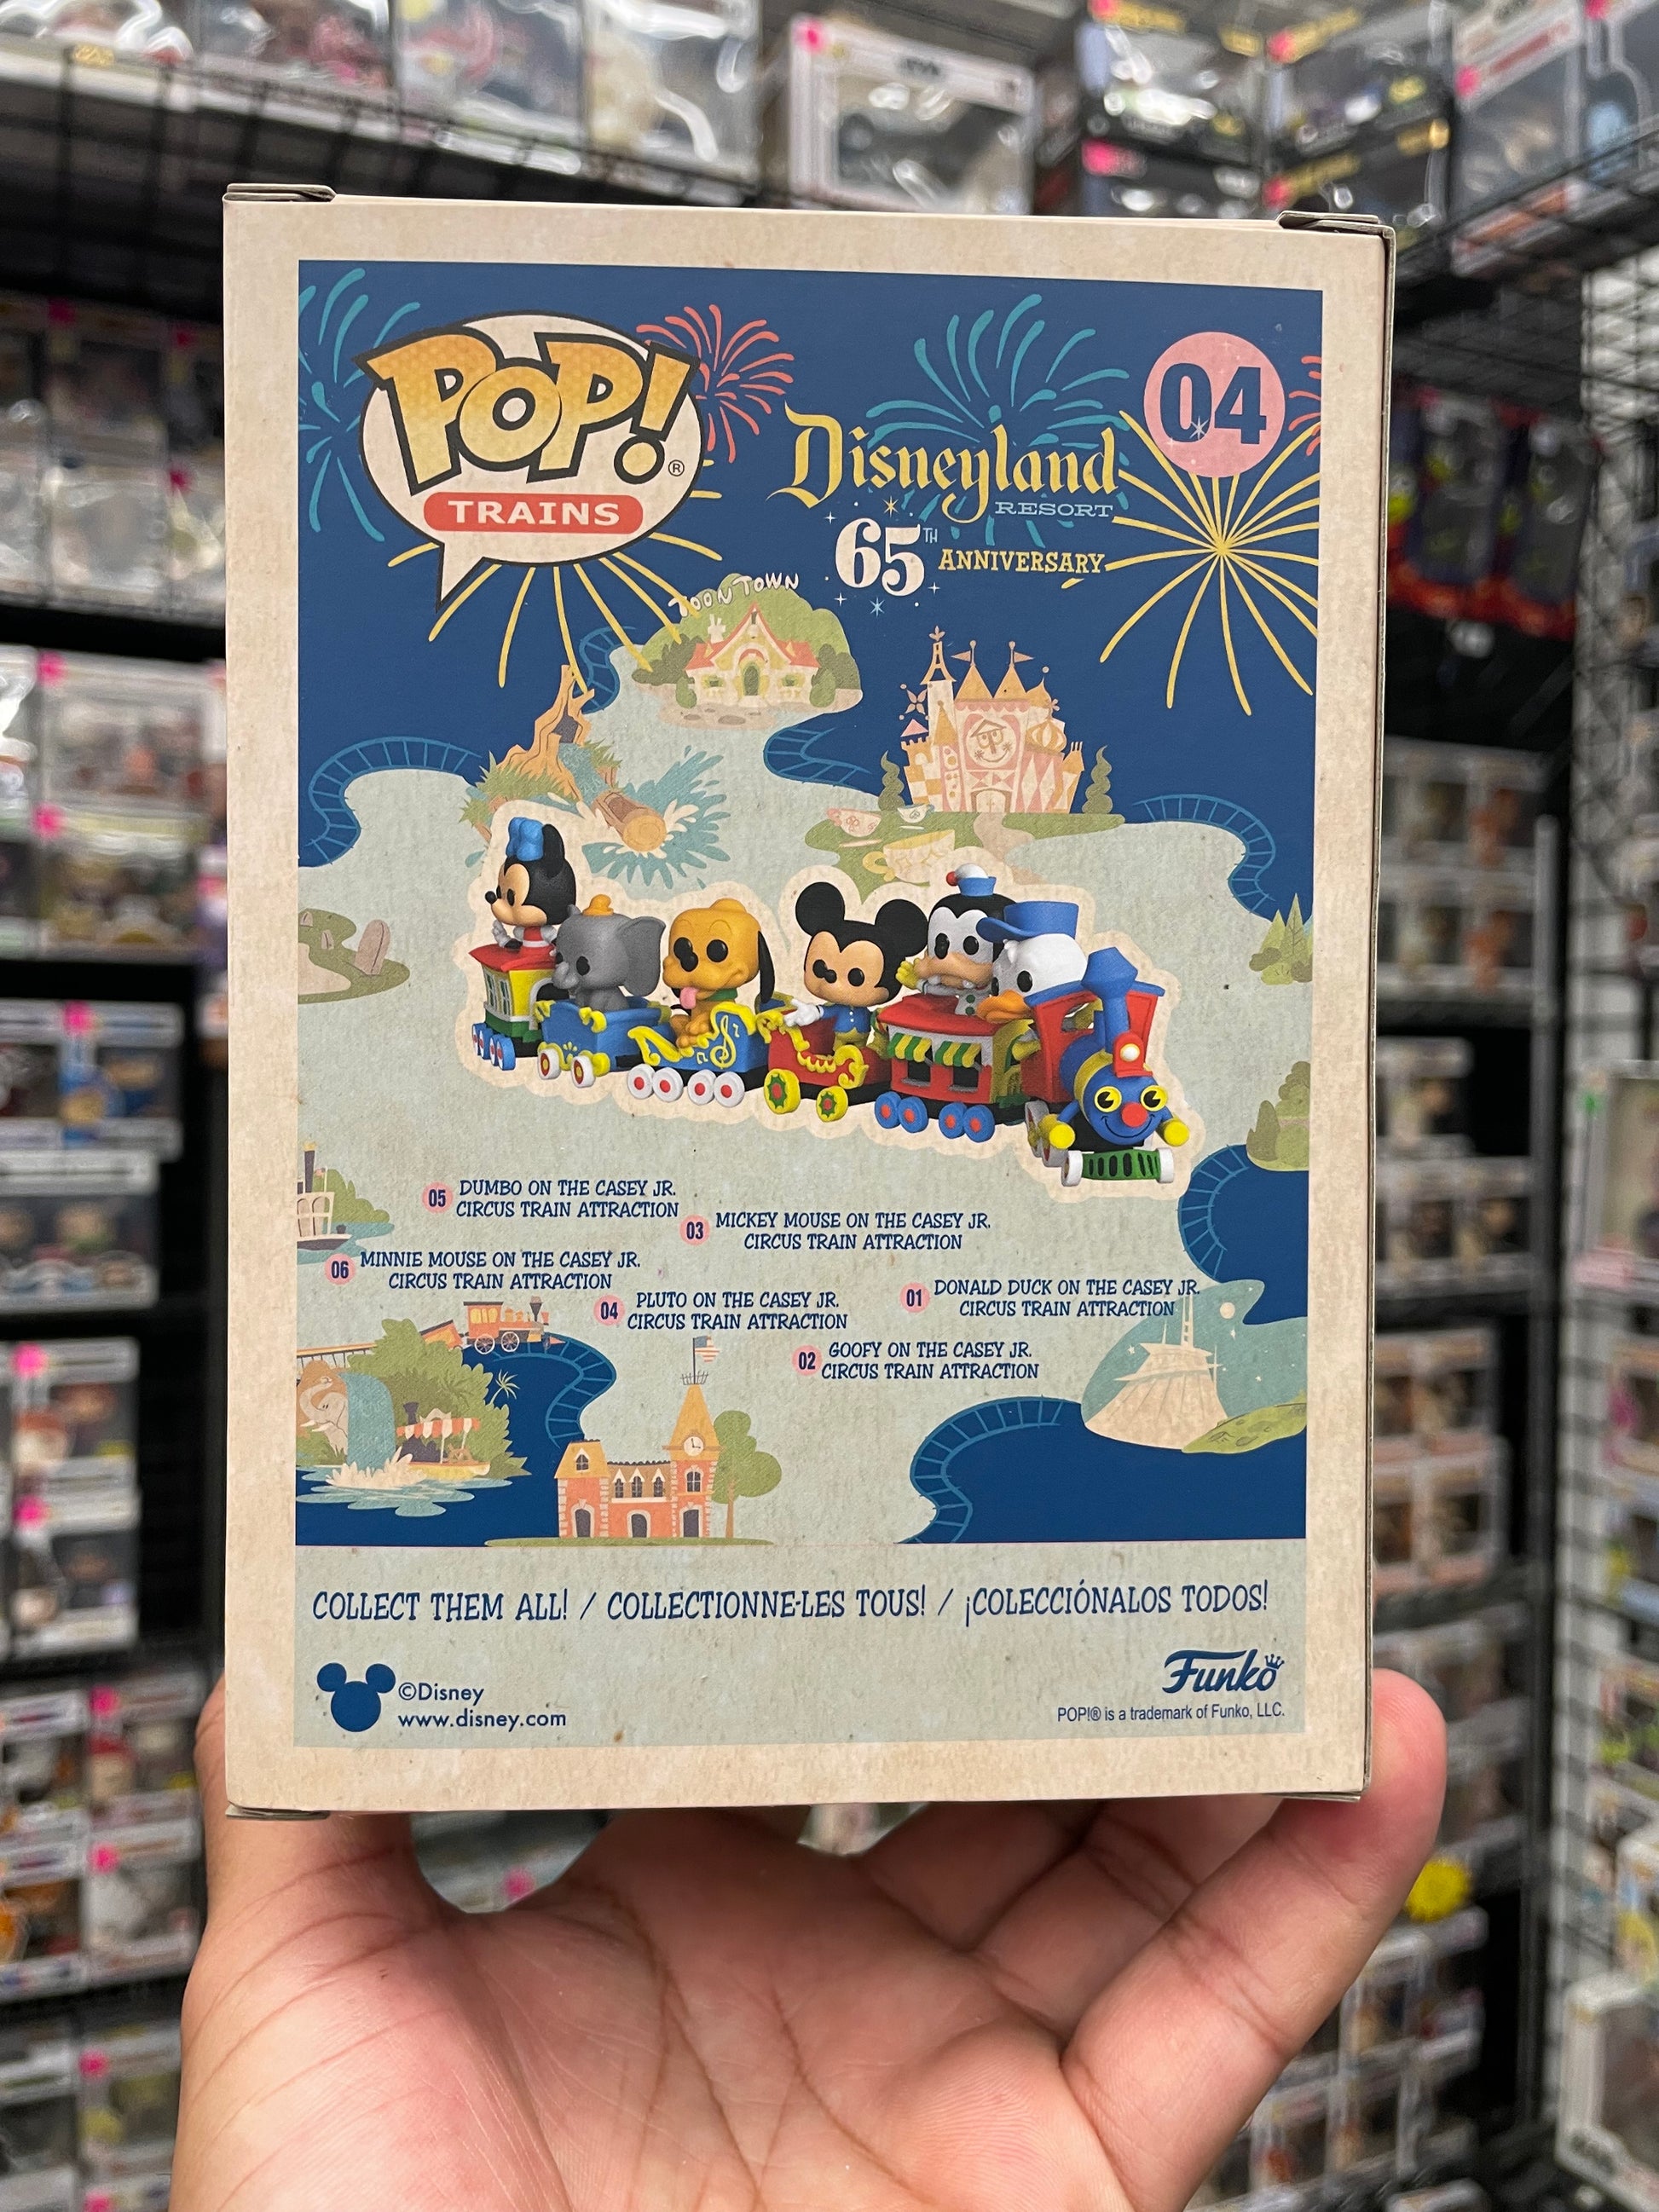 POP!®
TRAINS
Disneyland
RESORT
65TH ANNIVERSARY
04
TOON TOWN
05 DUMBO ON THE CASEY JR.
CIRCUS TRAIN ATTRACTION
03 MICKEY MOUSE ON THE CASEY JR.
CIRCUS TRAIN ATTRACTION
06 MINNIE MOUSE ON THE CASEY JR.
CIRCUS TRAIN ATTRACTION
04 PLUTO ON THE CASEY JR.
CIRCUS TRAIN ATTRACTION
01 DONALD DUCK ON THE CASEY JR.
CIRCUS TRAIN ATTRACTION
02 GOOFY ON THE CASEY JR.
CIRCUS TRAIN ATTRACTION
COLLECT THEM ALL! / COLLECTIONNE-LES TOUS! / ¡COLECCIÓNALOS TODOS!
©Disney
www.disney.com
Funko
POP!® is a trademark of Funko, LLC.